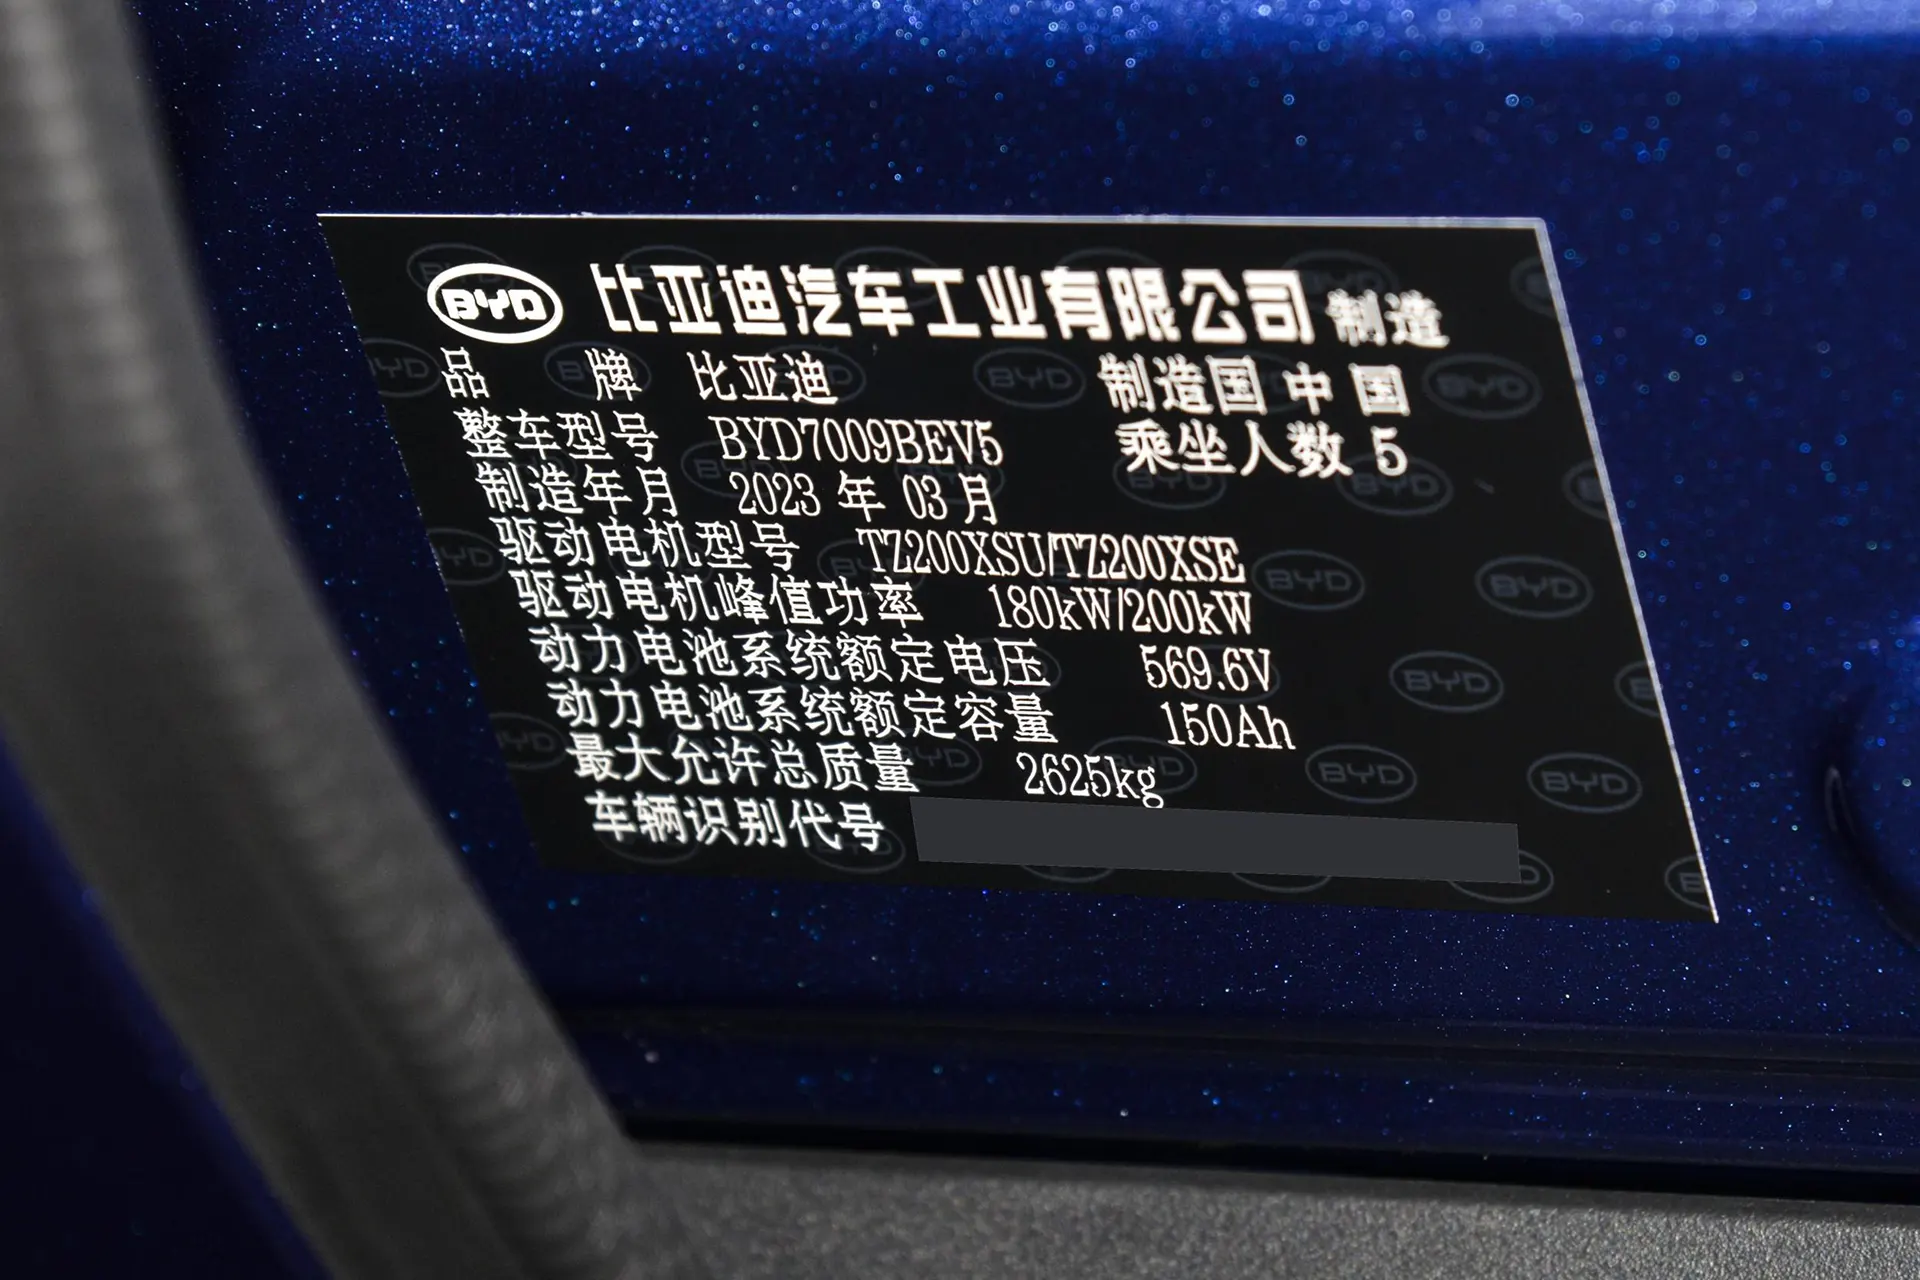 BYD 比亚迪汽车工业有限公司 制造
品 牌 比亚迪 制造国 中国
整车型号 BYD7009BEV5 乘坐人数 5
制造年月 2023 年 03 月
驱动电机型号 TZ200XSU/TZ200XSE
驱动电机峰值功率 180kW/200kW
动力电池系统额定电压 569.6V
动力电池系统额定容量 150Ah
最大允许总质量 2625kg
车辆识别代号